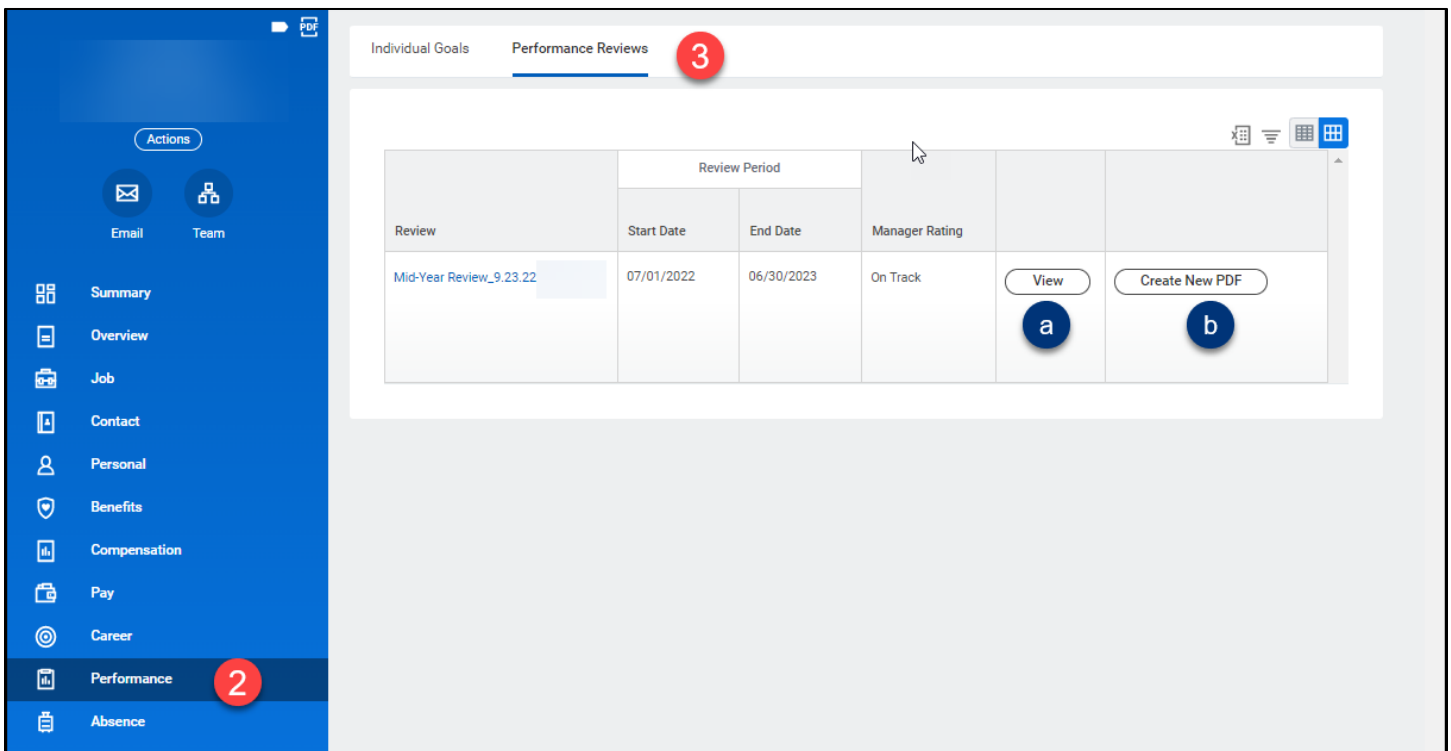 PDF
Actions
Email
Team
Summary
Overview
Job
Contact
Personal
Benefits
Compensation
Pay
Career
Performance 2
Absence
Individual Goals Performance Reviews 3
Review Period
Review Start Date End Date Manager Rating
Mid-Year Review_9.23.22 07/01/2022 06/30/2023 On Track View Create New PDF
a b